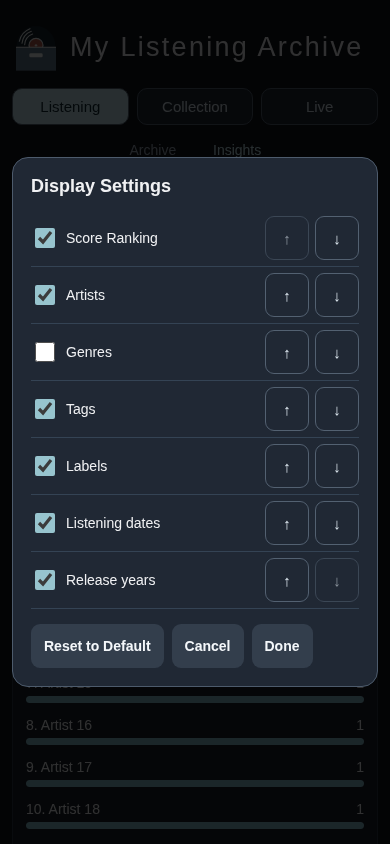 My Listening Archive
Listening
Collection
Live
Archive
Insights
Display Settings
Score Ranking
↑
↓
Artists
↑
↓
Genres
↑
↓
Tags
↑
↓
Labels
↑
↓
Listening dates
↑
↓
Release years
↑
↓
Reset to Default
Cancel
Done
8. Artist 16
1
9. Artist 17
1
10. Artist 18
1